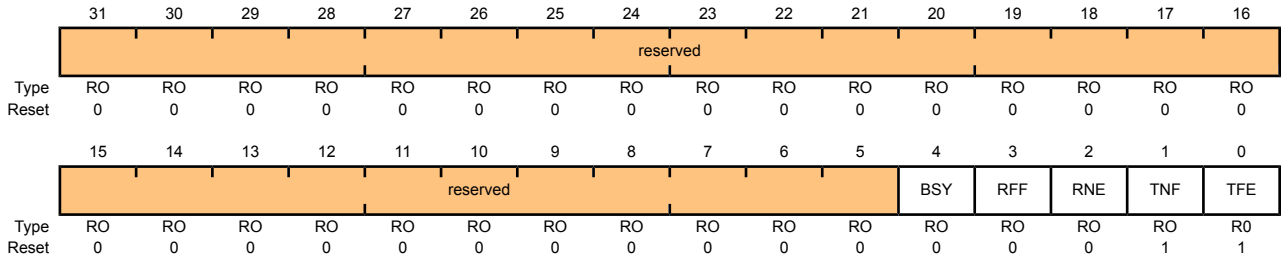 31 30 29 28 27 26 25 24 23 22 21 20 19 18 17 16
reserved
Type RO RO RO RO RO RO RO RO RO RO RO RO RO RO RO RO
Reset 0 0 0 0 0 0 0 0 0 0 0 0 0 0 0 0
15 14 13 12 11 10 9 8 7 6 5 4 3 2 1 0
reserved BSY RFF RNE TNF TFE
Type RO RO RO RO RO RO RO RO RO RO RO RO RO RO RO R0
Reset 0 0 0 0 0 0 0 0 0 0 0 0 0 0 1 1